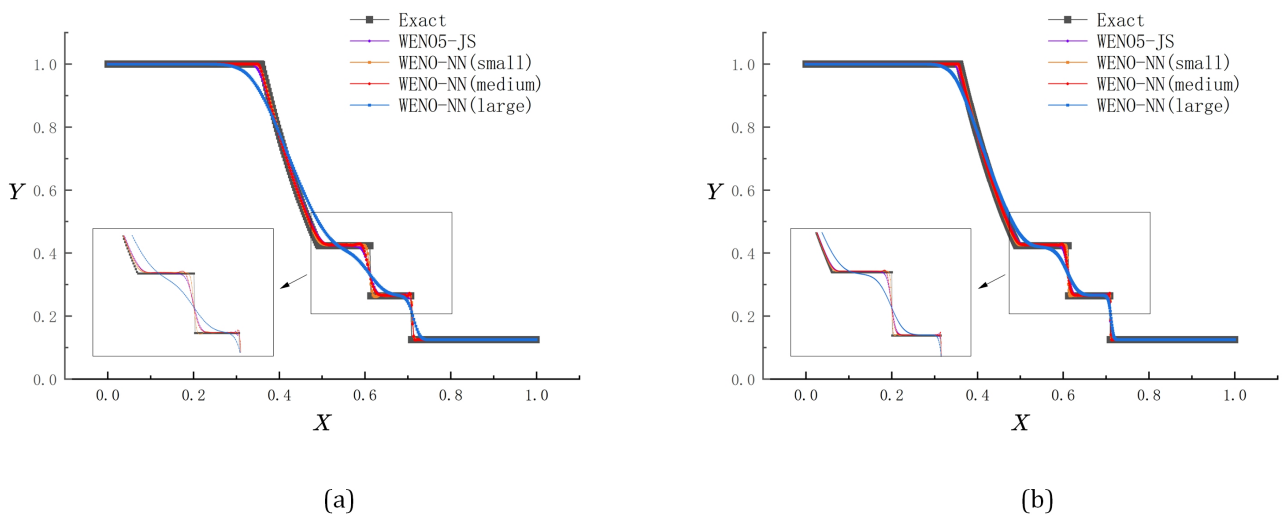 Exact
WENO5-JS
WENO-NN(small)
WENO-NN(medium)
WENO-NN(large)
1.0
0.8
0.6
0.4
0.2
0.0
Y
0.0 0.2 0.4 0.6 0.8 1.0
X
(a)
Exact
WENO5-JS
WENO-NN(small)
WENO-NN(medium)
WENO-NN(large)
1.0
0.8
0.6
0.4
0.2
0.0
Y
0.0 0.2 0.4 0.6 0.8 1.0
X
(b)